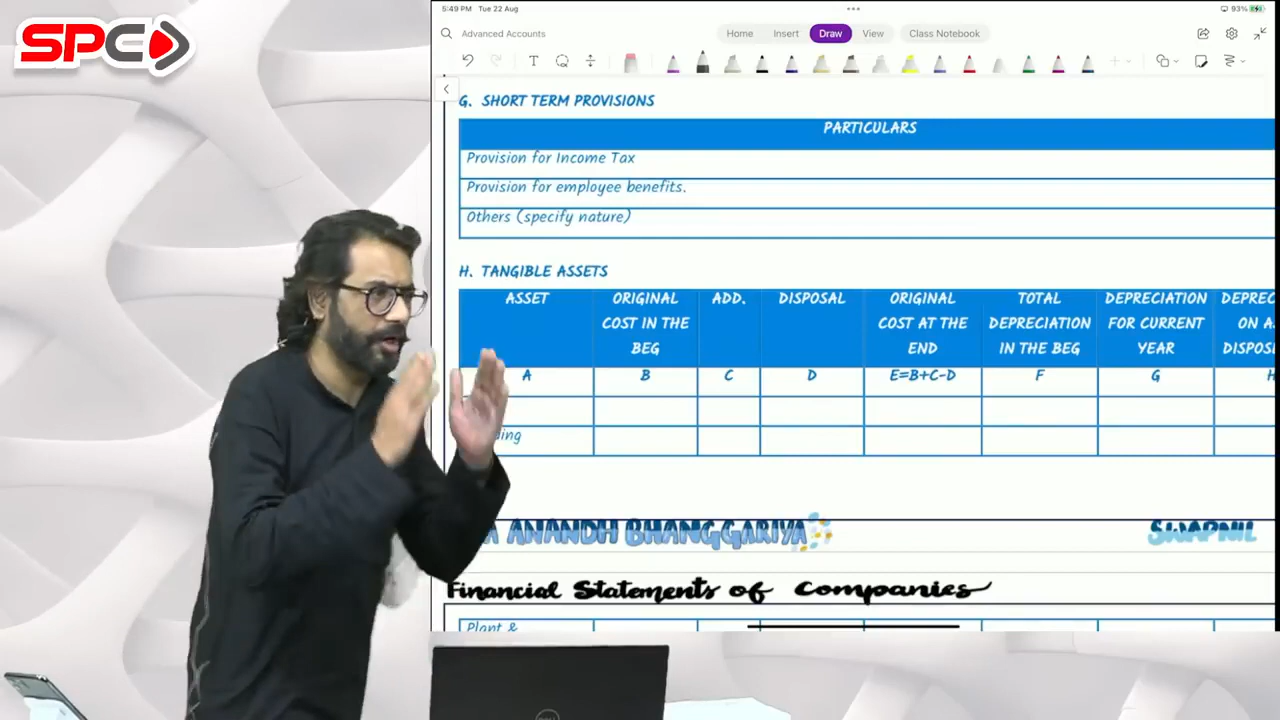 SPC
5:49 PM Tue 22 Aug
93%
Advanced Accounts
Home Insert Draw View Class Notebook
G. SHORT TERM PROVISIONS
PARTICULARS
Provision for Income Tax
Provision for employee benefits.
Others (specify nature)
H. TANGIBLE ASSETS
ASSET ORIGINAL COST IN THE BEG ADD. DISPOSAL ORIGINAL COST AT THE END TOTAL DEPRECIATION IN THE BEG DEPRECIATION FOR CURRENT YEAR
A B C D E=B+C-D F G H
ANANDH BHANGGARIYA SWAPNIL
Financial Statements of Companies
Plant &
DELL